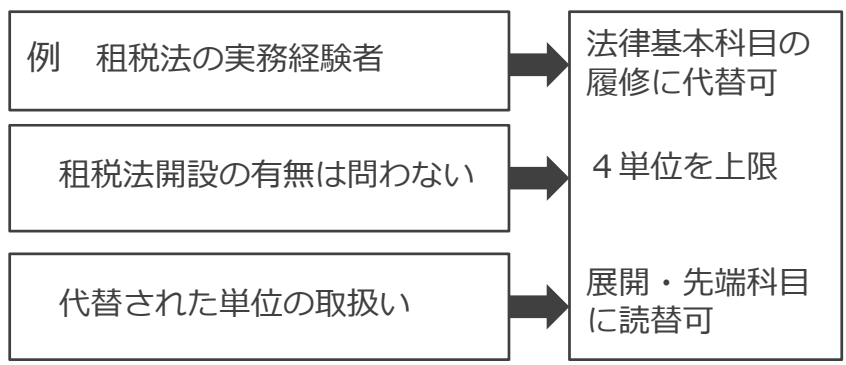 例　租税法の実務経験者
法律基本科目の
履修に代替可
租税法開設の有無は問わない
４単位を上限
代替された単位の取扱い
展開・先端科目
に読替可